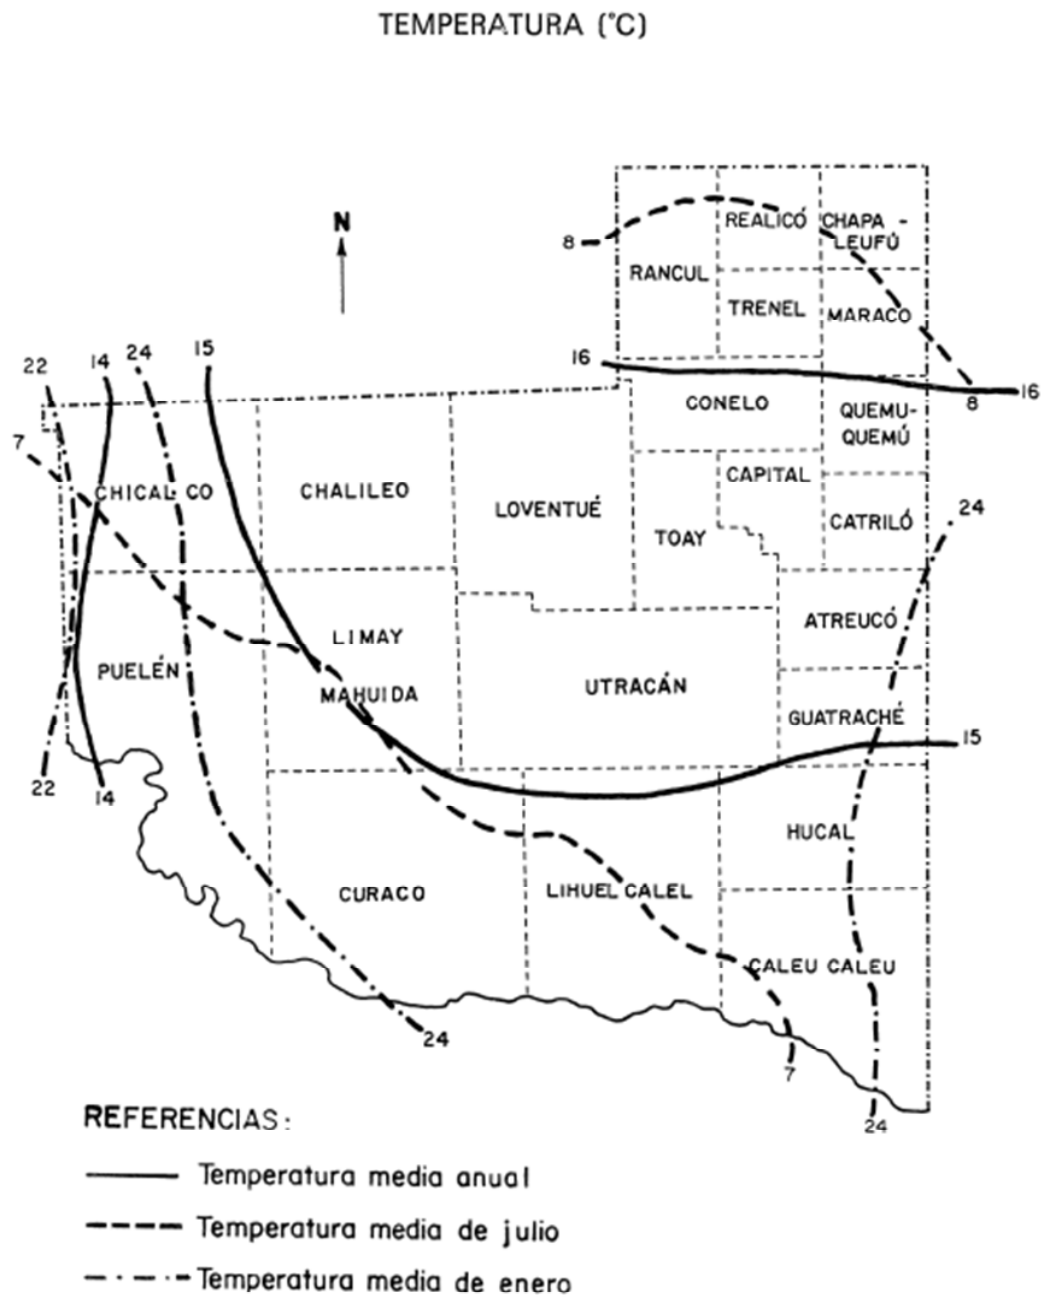 TEMPERATURA (°C)
N
8
REALICÓ
CHAPA -
LEUFÚ
RANCUL
TRENEL
MARACO
22
14
24
15
16
16
8
7
CONELO
QUEMU-
QUEMÚ
CHICAL CO
CHALILEO
LOVENTUÉ
CAPITAL
TOAY
CATRILÓ
24
LIMAY
MAHUIDA
PUELÉN
UTRACÁN
ATREUCÓ
GUATRACHÉ
15
22
14
HUCAL
CURACO
LIHUEL CALEL
CALEU CALEU
24
7
24
REFERENCIAS:
Temperatura media anual
Temperatura media de julio
Temperatura media de enero